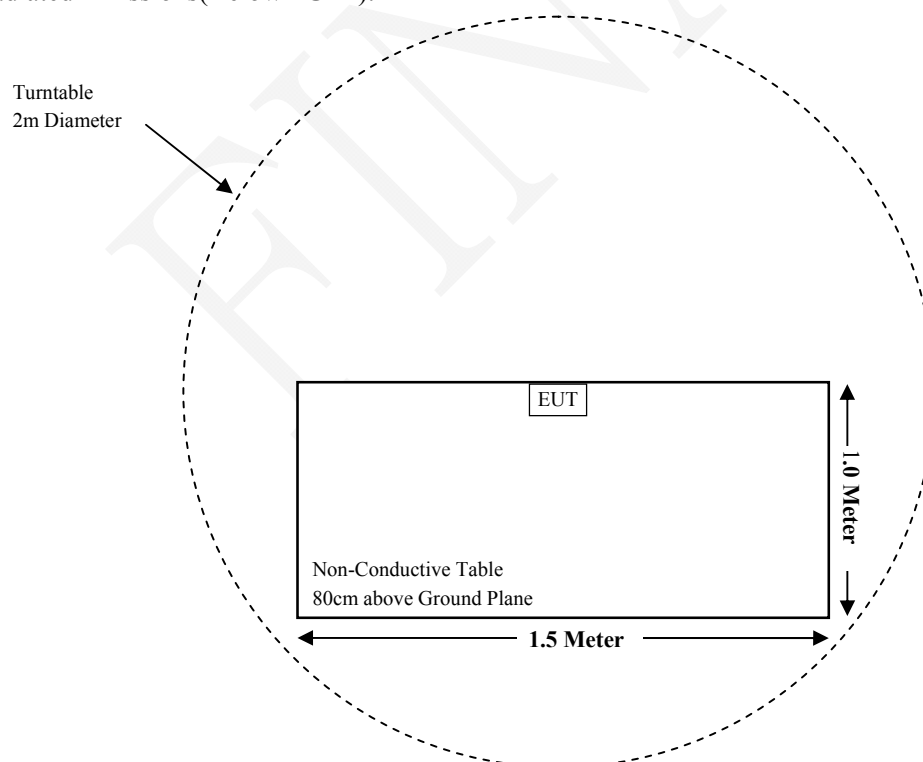 Turntable
2m Diameter
EUT
1.0 Meter
Non-Conductive Table
80cm above Ground Plane
1.5 Meter